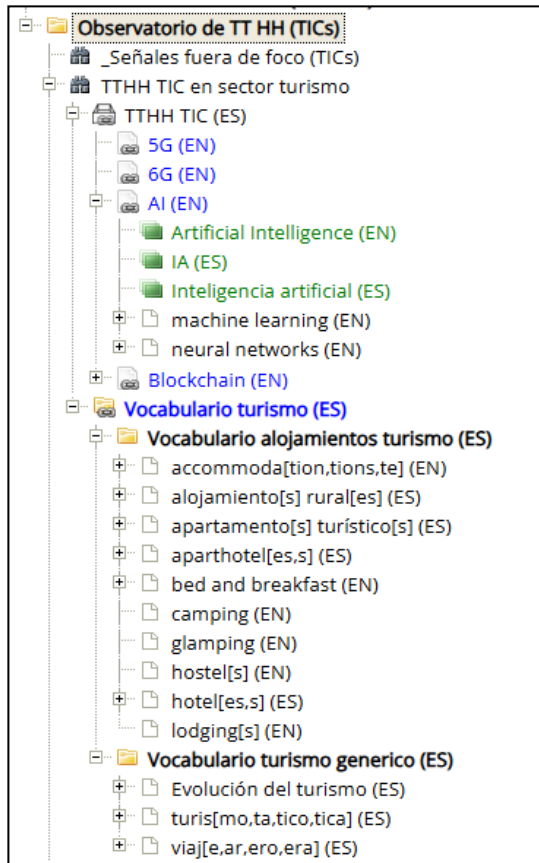 Observatorio de TT HH (TICs)
_Señales fuera de foco (TICs)
TTHH TIC en sector turismo
TTHH TIC (ES)
5G (EN)
6G (EN)
AI (EN)
Artificial Intelligence (EN)
IA (ES)
Inteligencia artificial (ES)
machine learning (EN)
neural networks (EN)
Blockchain (EN)
Vocabulario turismo (ES)
Vocabulario alojamientos turismo (ES)
accommoda[tion,tions,te] (EN)
alojamiento[s] rural[es] (ES)
apartamento[s] turístico[s] (ES)
aparthotel[es,s] (ES)
bed and breakfast (EN)
camping (EN)
glamping (EN)
hostel[s] (EN)
hotel[es,s] (ES)
lodging[s] (EN)
Vocabulario turismo generico (ES)
Evolución del turismo (ES)
turis[mo,ta,tico,tica] (ES)
viaj[e,ar,ero,era] (ES)